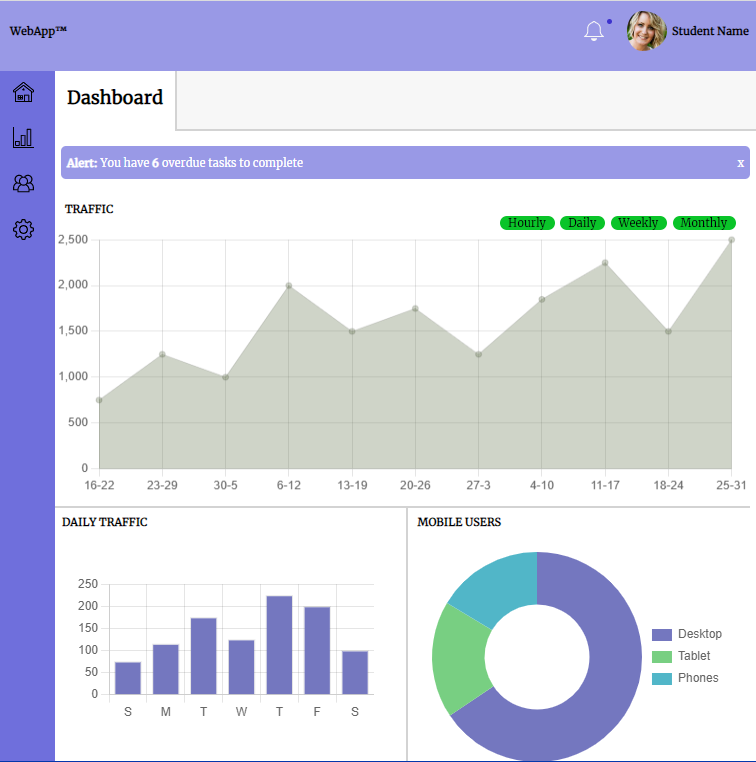 WebApp™
Student Name
Dashboard
Alert: You have 6 overdue tasks to complete x
TRAFFIC
Hourly Daily Weekly Monthly
2,500
2,000
1,500
1,000
500
0
16-22 23-29 30-5 6-12 13-19 20-26 27-3 4-10 11-17 18-24 25-31
DAILY TRAFFIC
250
200
150
100
50
0
S M T W T F S
MOBILE USERS
Desktop
Tablet
Phones